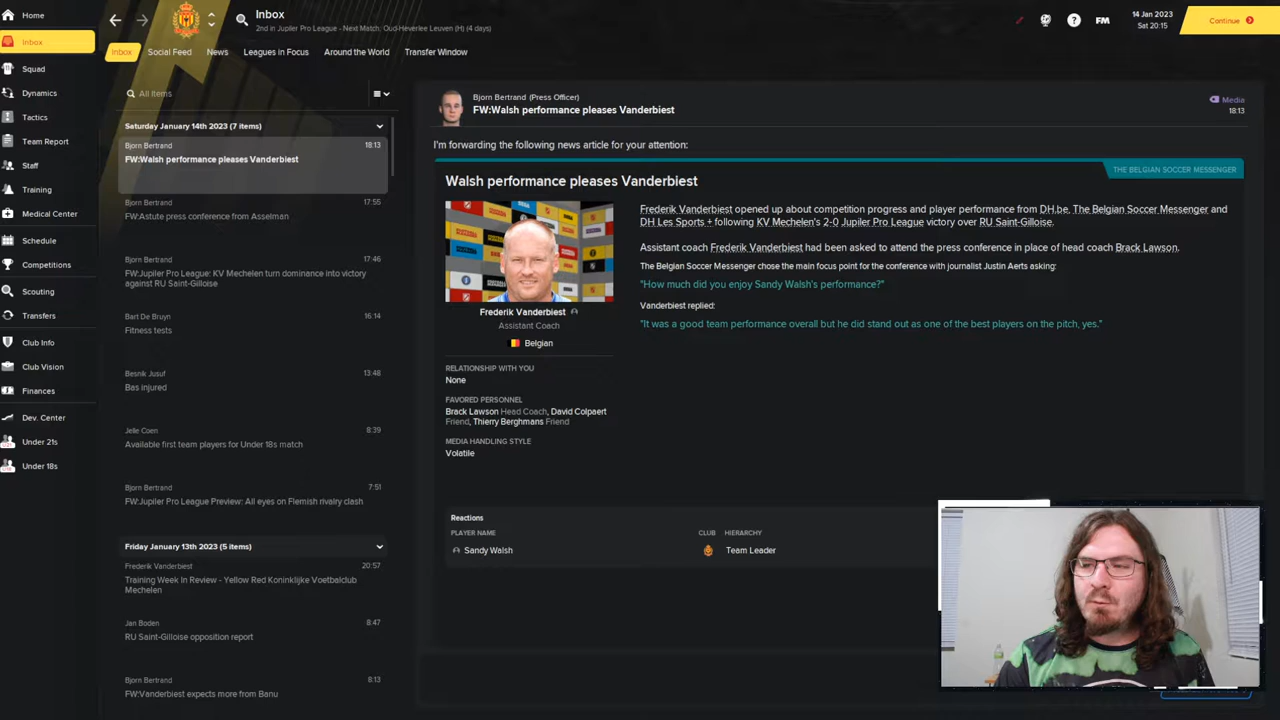 Home
Inbox
Squad
Dynamics
Tactics
Team Report
Staff
Training
Medical Center
Schedule
Competitions
Scouting
Transfers
Club Info
Club Vision
Finances
Dev. Center
Under 21s
Under 18s
Inbox
2nd in Jupiler Pro League - Next Match, Oud-Heverlee Leuven (H) (4 days)
FM
14 Jan 2023
Sat 20:15
Continue
Inbox
Social Feed
News
Leagues in Focus
Around the World
Transfer Window
All Items
Saturday January 14th 2023 (7 items)
Bjorn Bertrand 18:13
FW:Walsh performance pleases Vanderbiest
Bjorn Bertrand 17:55
FW:Astute press conference from Asselman
Bjorn Bertrand 17:46
FW:Jupiler Pro League: KV Mechelen turn dominance into victory
against RU Saint-Gilloise
Bart De Bruyn 16:14
Fitness tests
Besnik Jusuf 13:48
Bas injured
Jelle Coen 8:39
Available first team players for Under 18s match
Bjorn Bertrand 7:51
FW:Jupiler Pro League Preview: All eyes on Flemish rivalry clash
Friday January 13th 2023 (5 items)
Frederik Vanderbiest 20:57
Training Week In Review - Yellow Red Koninklijke Voetbalclub
Mechelen
Jan Boden 8:47
RU Saint-Gilloise opposition report
Bjorn Bertrand 8:13
FW:Vanderbiest expects more from Banu
Bjorn Bertrand (Press Officer)
FW:Walsh performance pleases Vanderbiest
Media
18:13
I'm forwarding the following news article for your attention:
THE BELGIAN SOCCER MESSENGER
Walsh performance pleases Vanderbiest
Frederik Vanderbiest
Assistant Coach
Belgian
RELATIONSHIP WITH YOU
None
FAVORED PERSONNEL
Brack Lawson Head Coach, David Colpaert
Friend, Thierry Berghmans Friend
MEDIA HANDLING STYLE
Volatile
Frederik Vanderbiest opened up about competition progress and player performance from DH.be, The Belgian Soccer Messenger and
DH Les Sports + following KV Mechelen's 2-0 Jupiler Pro League victory over RU Saint-Gilloise.
Assistant coach Frederik Vanderbiest had been asked to attend the press conference in place of head coach Brack Lawson.
The Belgian Soccer Messenger chose the main focus point for the conference with journalist Justin Aerts asking:
"How much did you enjoy Sandy Walsh's performance?"
Vanderbiest replied:
"It was a good team performance overall but he did stand out as one of the best players on the pitch, yes."
Reactions
PLAYER NAME CLUB HIERARCHY
Sandy Walsh Team Leader